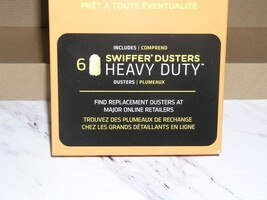 PRÊT À TOUTE ÉVENTUALITÉ
INCLUDES | COMPREND
6 SWIFFER® DUSTERS
HEAVY DUTY™
DUSTERS | PLUMEAUX
FIND REPLACEMENT DUSTERS AT
MAJOR ONLINE RETAILERS
TROUVEZ DES PLUMEAUX DE RECHANGE
CHEZ LES GRANDS DÉTAILLANTS EN LIGNE